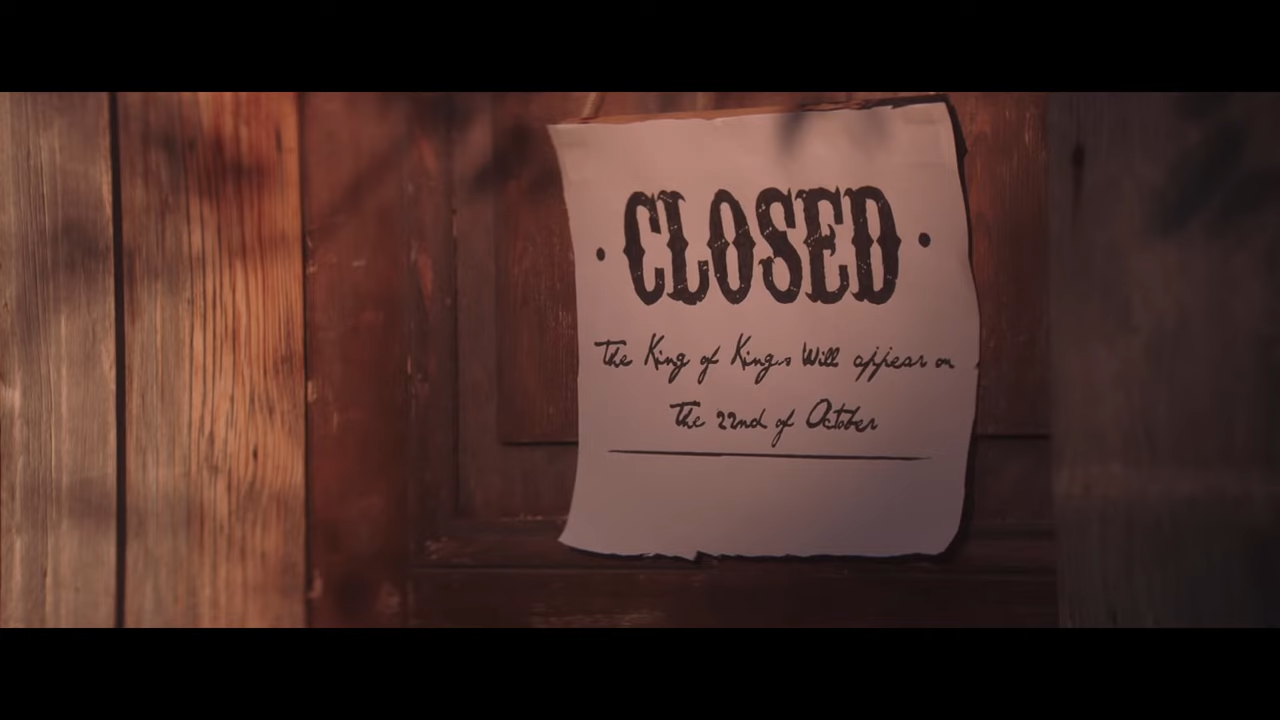 • CLOSED •
The King of Kings Will appear on
The 22nd of October